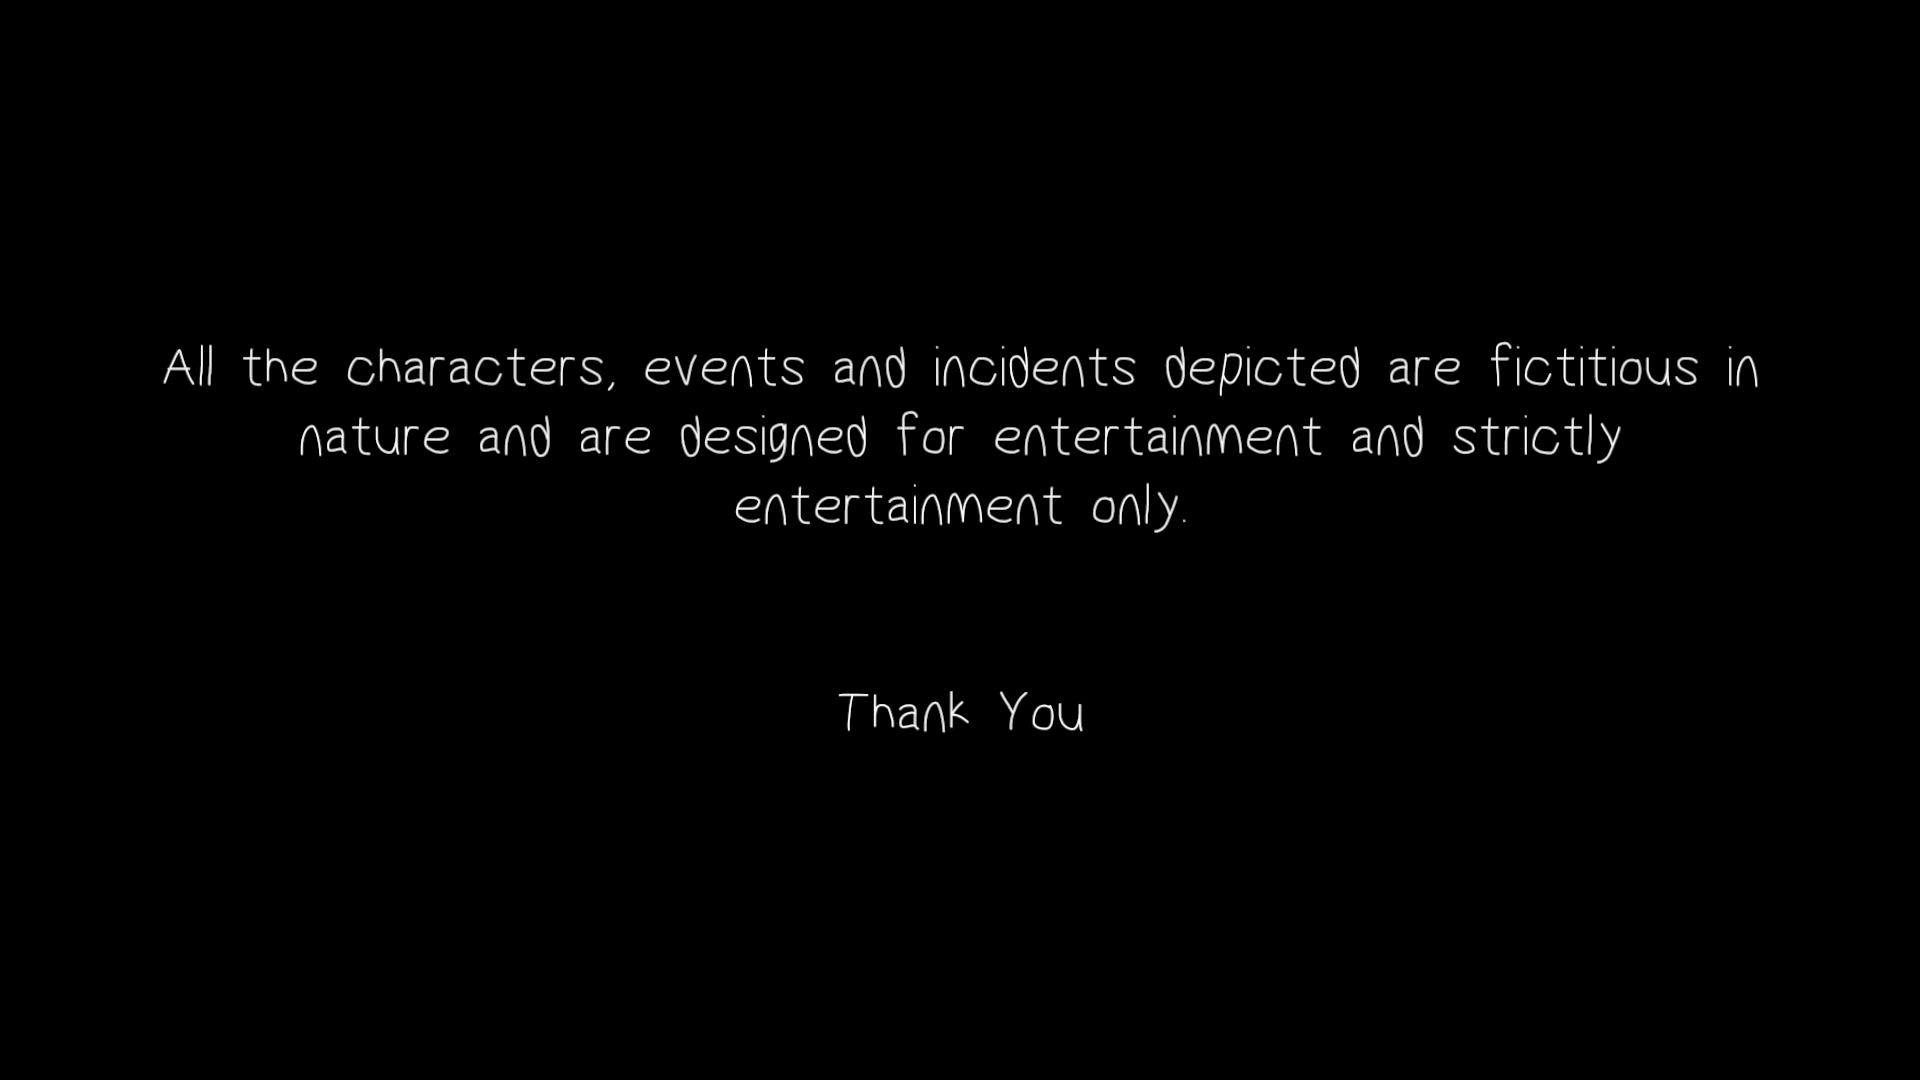 All the characters, events and incidents depicted are fictitious in
nature and are designed for entertainment and strictly
entertainment only.
Thank You